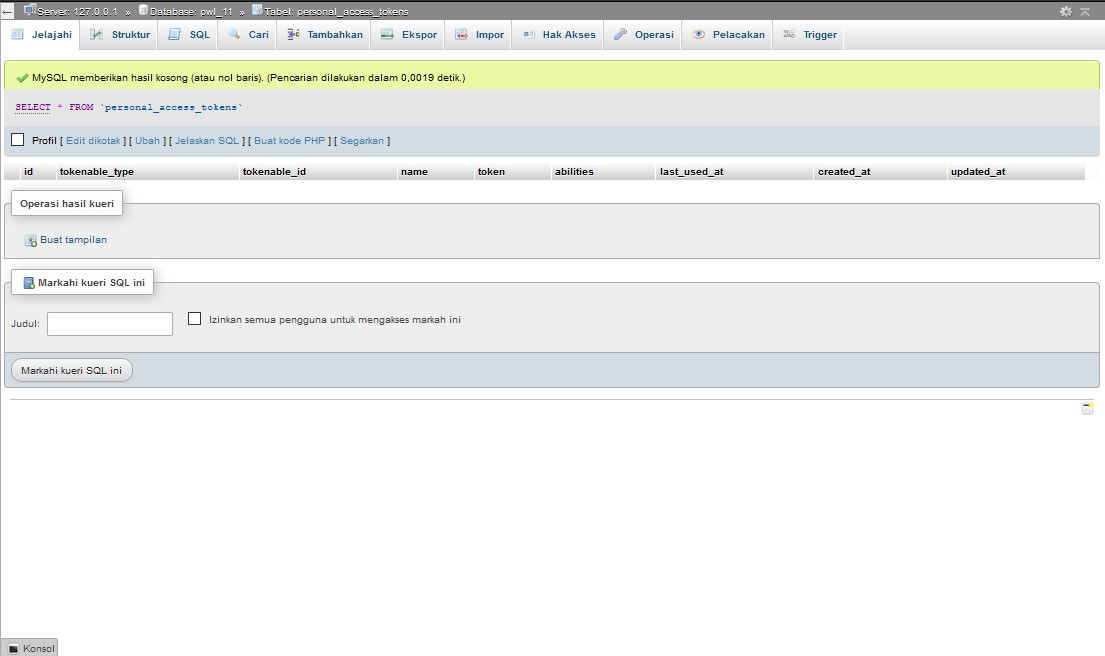 Server: 127.0.0.1 » Database: pwl_11 » Tabel: personal_access_tokens
Jelajahi Struktur SQL Cari Tambahkan Ekspor Impor Hak Akses Operasi Pelacakan Trigger
MySQL memberikan hasil kosong (atau nol baris). (Pencarian dilakukan dalam 0,0019 detik.)
SELECT * FROM `personal_access_tokens`
Profil [ Edit dikotak ] [ Ubah ] [ Jelaskan SQL ] [ Buat kode PHP ] [ Segarkan ]
id tokenable_type tokenable_id name token abilities last_used_at created_at updated_at
Operasi hasil kueri
Buat tampilan
Markahi kueri SQL ini
Judul: Izinkan semua pengguna untuk mengakses markah ini
Markahi kueri SQL ini
Konsol